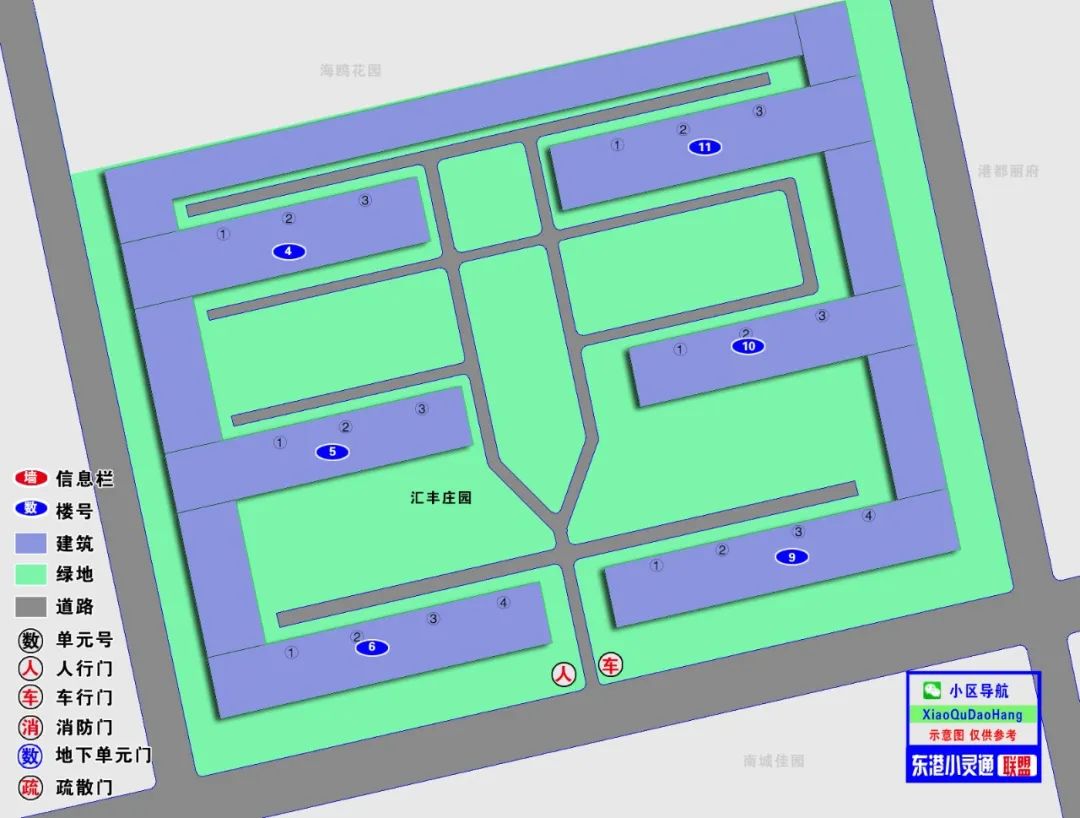 海鸥花园
港都丽府
① ② ③
11
① ② ③
4
① ② ③
10
① ② ③
5
汇丰庄园
① ② ③ ④
9
① ② ③ ④
6
人 车
南城佳园
墙 信息栏
数 楼号
建筑
绿地
道路
数 单元号
人 人行门
车 车行门
消 消防门
数 地下单元门
疏 疏散门
小区导航
XiaoQuDaoHang
示意图 仅供参考
东港小灵通 联盟